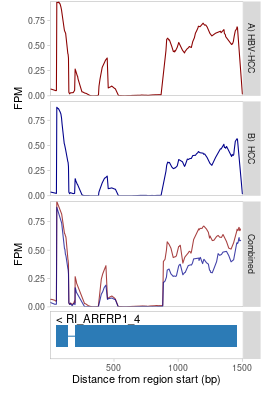 0.75
0.50
0.25
0.00
FPM
A) HBV-HCC
0.75
0.50
0.25
0.00
FPM
B) HCC
0.75
0.50
0.25
0.00
FPM
Combined
< RI_ARFRP1_4
500
1000
1500
Distance from region start (bp)